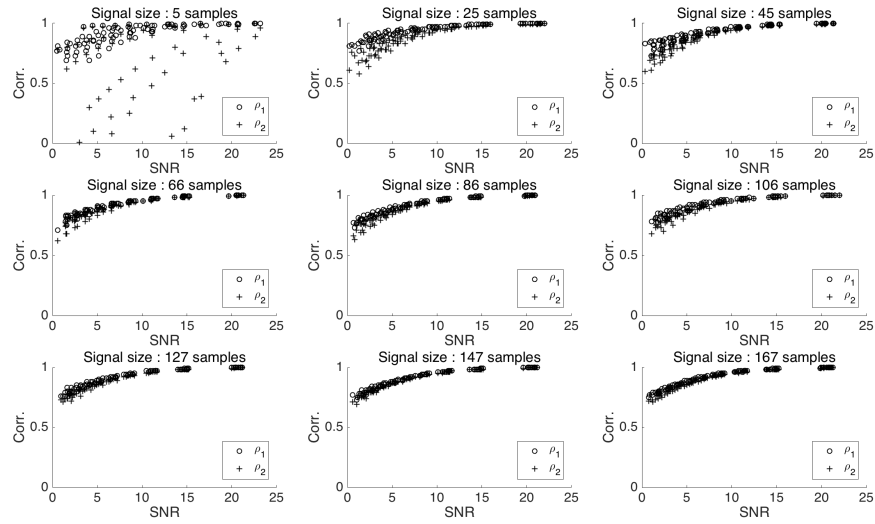 Signal size : 5 samples
1
0.5
0
Corr.
0 5 10 15 20 25
SNR
ρ1
ρ2
Signal size : 25 samples
1
0.5
0
Corr.
0 5 10 15 20 25
SNR
ρ1
ρ2
Signal size : 45 samples
1
0.5
0
Corr.
0 5 10 15 20 25
SNR
ρ1
ρ2
Signal size : 66 samples
1
0.5
0
Corr.
0 5 10 15 20 25
SNR
ρ1
ρ2
Signal size : 86 samples
1
0.5
0
Corr.
0 5 10 15 20 25
SNR
ρ1
ρ2
Signal size : 106 samples
1
0.5
0
Corr.
0 5 10 15 20 25
SNR
ρ1
ρ2
Signal size : 127 samples
1
0.5
0
Corr.
0 5 10 15 20 25
SNR
ρ1
ρ2
Signal size : 147 samples
1
0.5
0
Corr.
0 5 10 15 20 25
SNR
ρ1
ρ2
Signal size : 167 samples
1
0.5
0
Corr.
0 5 10 15 20 25
SNR
ρ1
ρ2